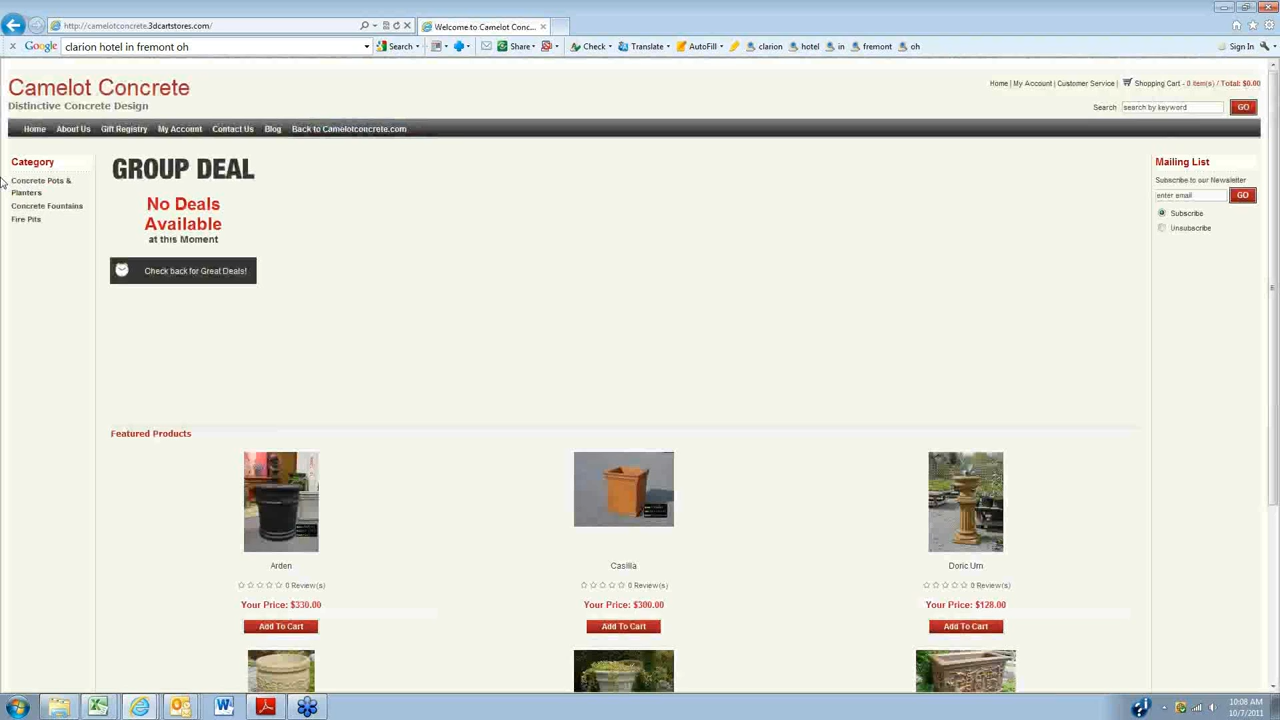 http://camelotconcrete.3dcartstores.com/
Welcome to Camelot Conc...
Google
clarion hotel in fremont oh
Search
Share
Check
Translate
AutoFill
clarion
hotel
in
fremont
oh
Sign In
Camelot Concrete
Distinctive Concrete Design
Home | My Account | Customer Service | Shopping Cart - 0 item(s) / Total: $0.00
Search search by keyword GO
Home About Us Gift Registry My Account Contact Us Blog Back to Camelotconcrete.com
Category
Concrete Pots &
Planters
Concrete Fountains
Fire Pits
GROUP DEAL
No Deals
Available
at this Moment
Check back for Great Deals!
Mailing List
Subscribe to our Newsletter
enter email GO
Subscribe
Unsubscribe
Featured Products
Arden
0 Review(s)
Your Price: $330.00
Add To Cart
Casilla
0 Review(s)
Your Price: $300.00
Add To Cart
Doric Urn
0 Review(s)
Your Price: $128.00
Add To Cart
10:08 AM
10/7/2011